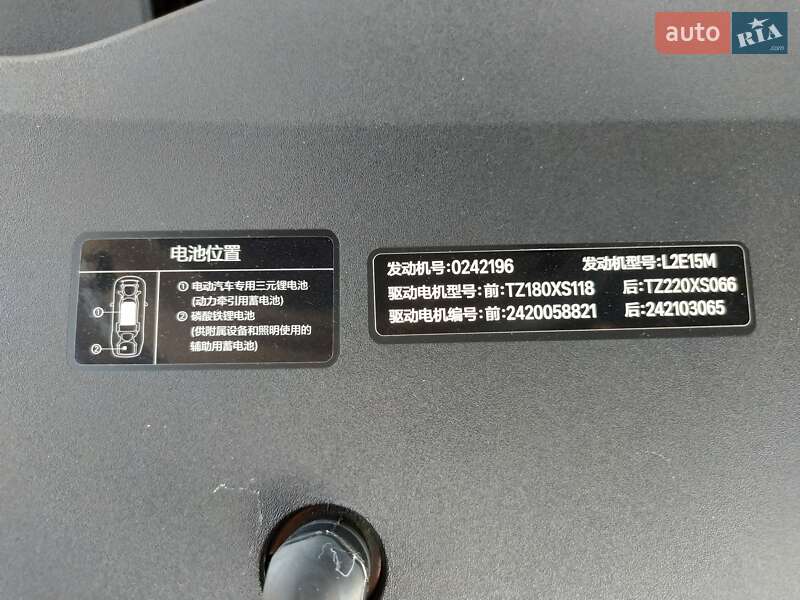 auto RIA.com
电池位置
① 电动汽车专用三元锂电池
(动力牵引用蓄电池)
② 磷酸铁锂电池
(供附属设备和照明使用的
辅助用蓄电池)
①
②
发动机号:0242196 发动机型号:L2E15M
驱动电机型号:前:TZ180XS118 后:TZ220XS066
驱动电机编号:前:2420058821 后:242103065